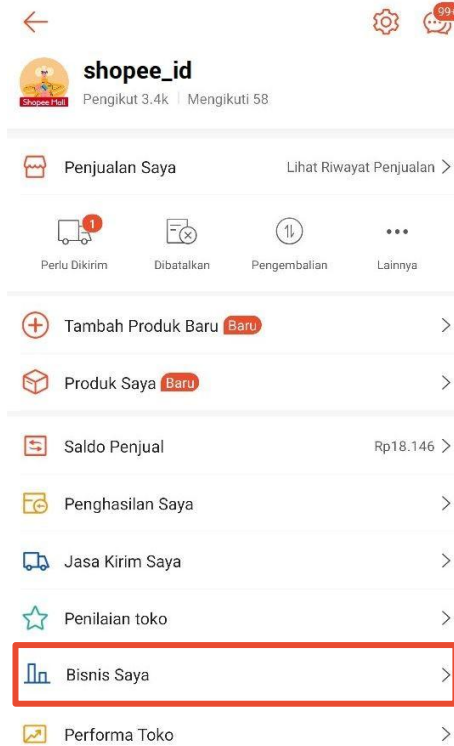 99+
shopee_id
Shopee Mall
Pengikut 3.4k Mengikuti 58
Penjualan Saya Lihat Riwayat Penjualan
1
Perlu Dikirim Dibatalkan Pengembalian Lainnya
Tambah Produk Baru Baru
Produk Saya Baru
Saldo Penjual Rp18.146
Penghasilan Saya
Jasa Kirim Saya
Penilaian toko
Bisnis Saya
Performa Toko